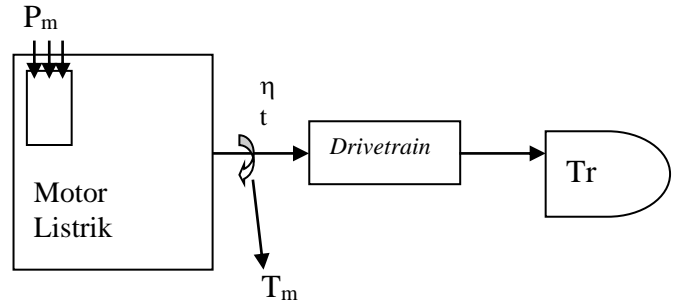 Pm
η
t
Drivetrain
Tr
Motor
Listrik
Tm